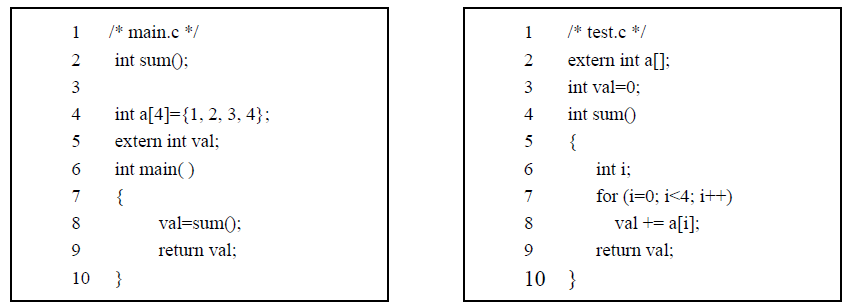 1 /* main.c */
2 int sum();
3
4 int a[4]={1, 2, 3, 4};
5 extern int val;
6 int main( )
7 {
8 val=sum();
9 return val;
10 }
1 /* test.c */
2 extern int a[];
3 int val=0;
4 int sum()
5 {
6 int i;
7 for (i=0; i<4; i++)
8 val += a[i];
9 return val;
10 }